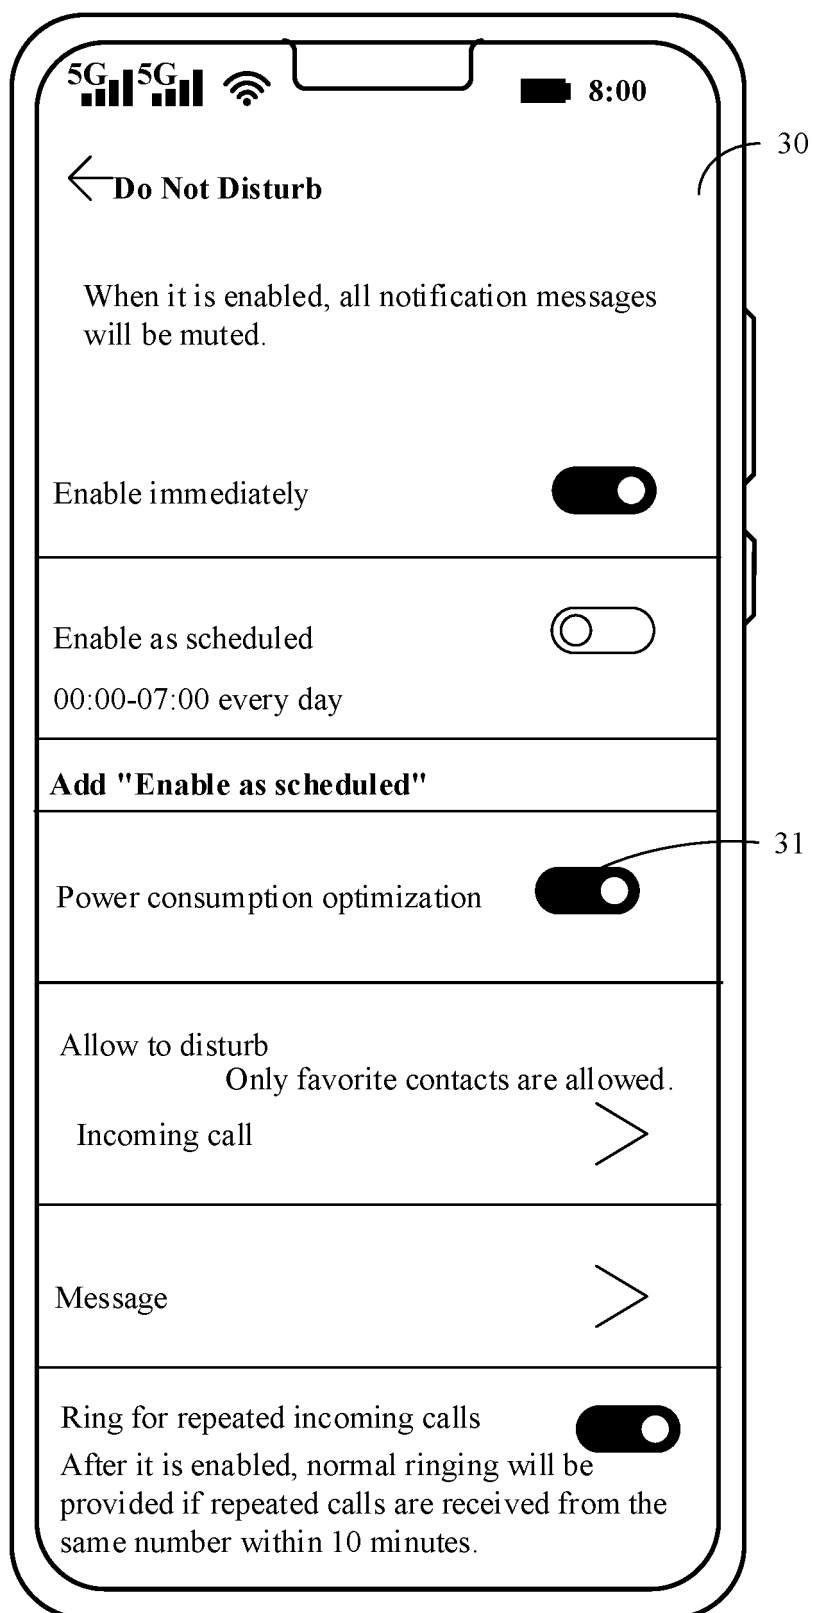 5G 5G 8:00
30
Do Not Disturb
When it is enabled, all notification messages
will be muted.
Enable immediately
Enable as scheduled
00:00-07:00 every day
Add "Enable as scheduled"
31
Power consumption optimization
Allow to disturb
Only favorite contacts are allowed.
Incoming call
Message
Ring for repeated incoming calls
After it is enabled, normal ringing will be
provided if repeated calls are received from the
same number within 10 minutes.